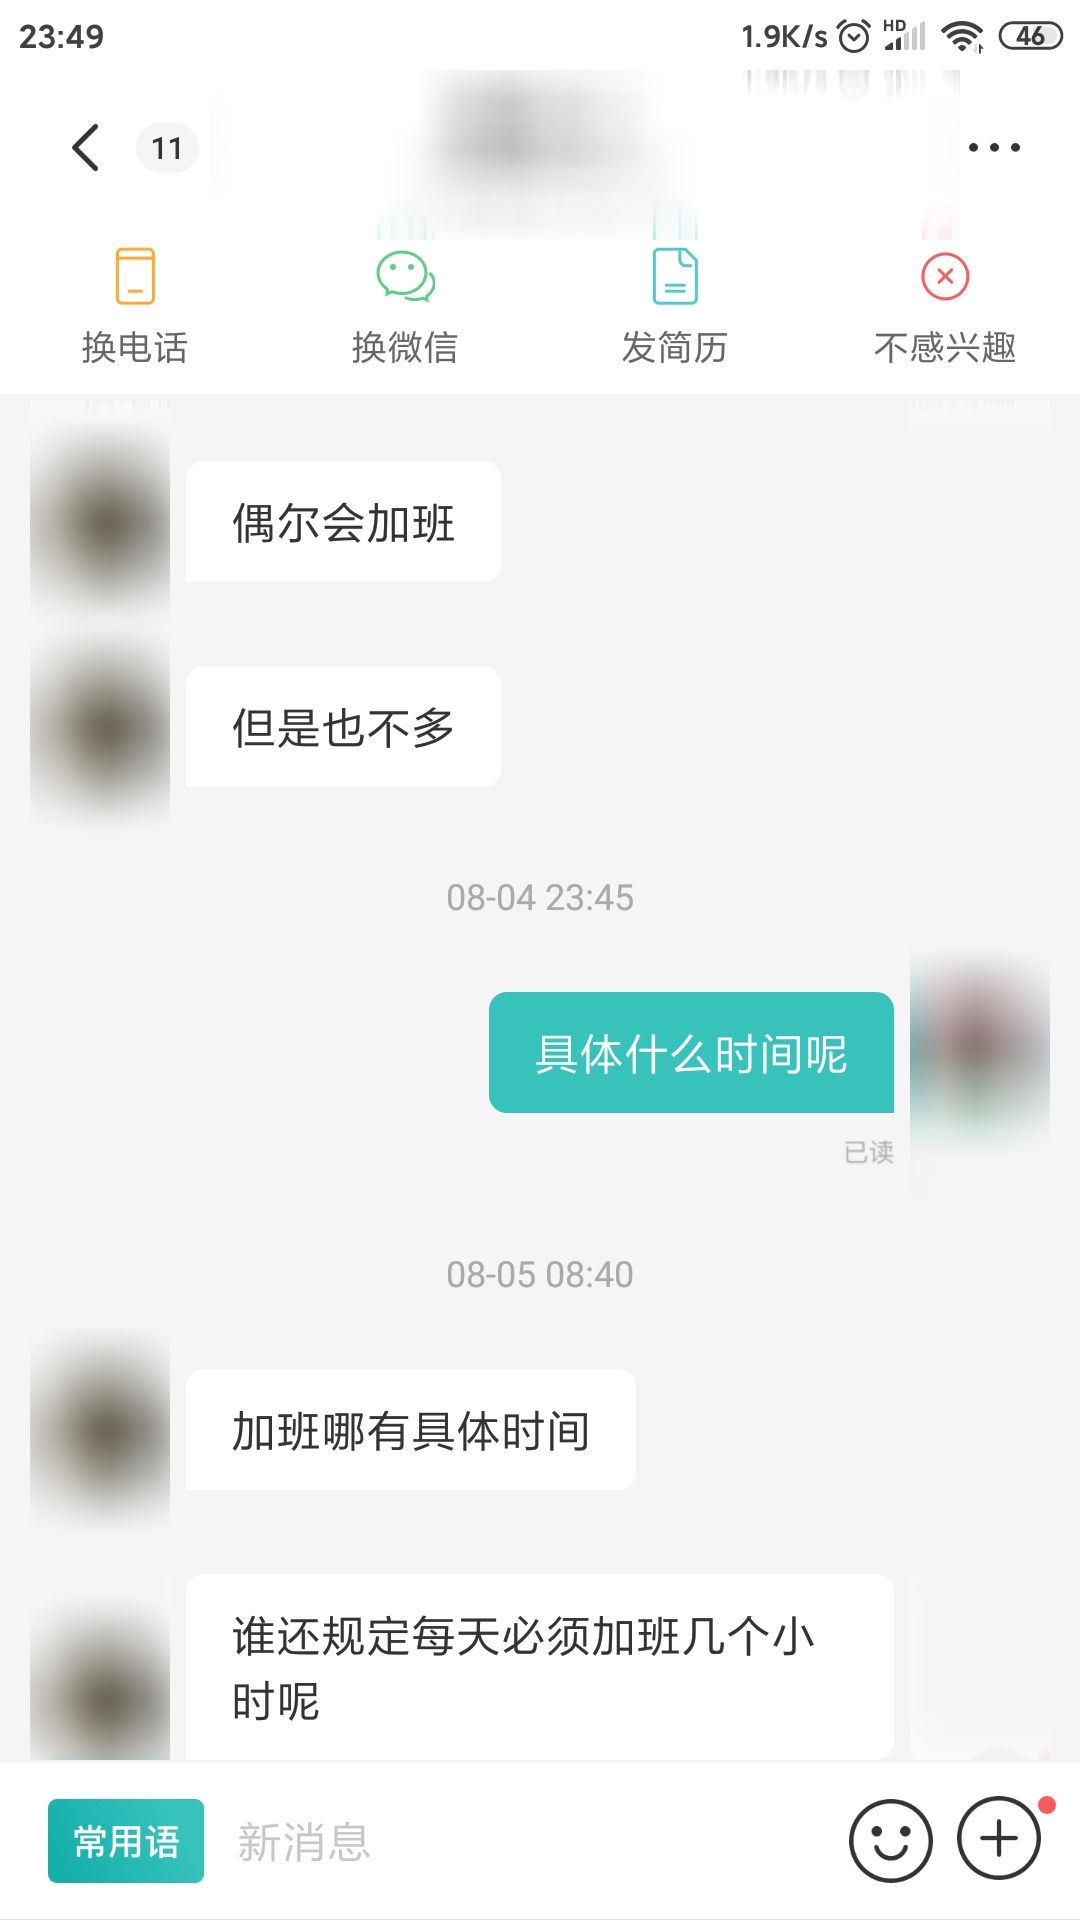 23:49
1.9K/s HD 46
11
换电话 换微信 发简历 不感兴趣
偶尔会加班
但是也不多
08-04 23:45
具体什么时间呢
已读
08-05 08:40
加班哪有具体时间
谁还规定每天必须加班几个小
时呢
常用语 新消息